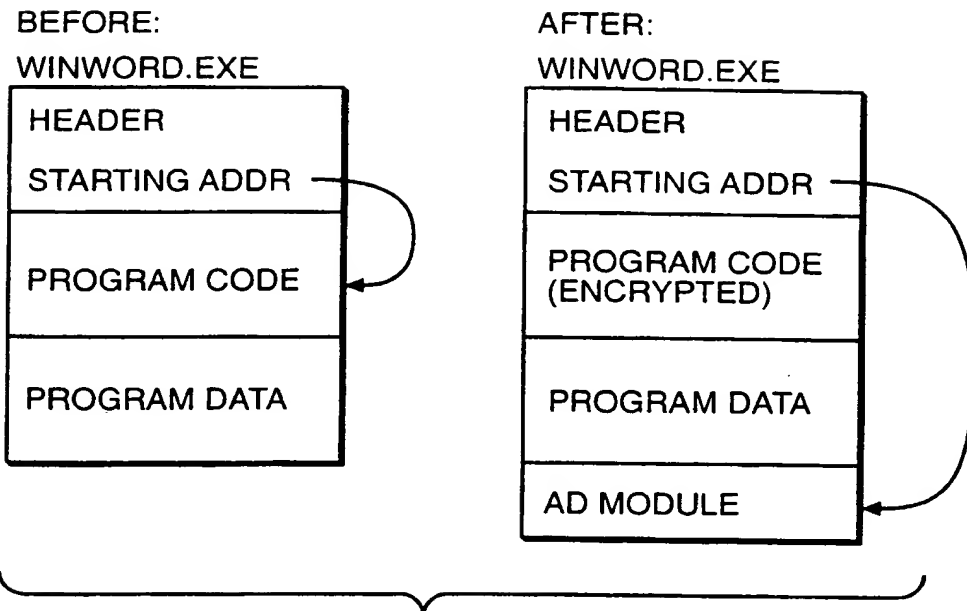 BEFORE:
WINWORD.EXE
HEADER
STARTING ADDR
PROGRAM CODE
PROGRAM DATA
AFTER:
WINWORD.EXE
HEADER
STARTING ADDR
PROGRAM CODE
(ENCRYPTED)
PROGRAM DATA
AD MODULE